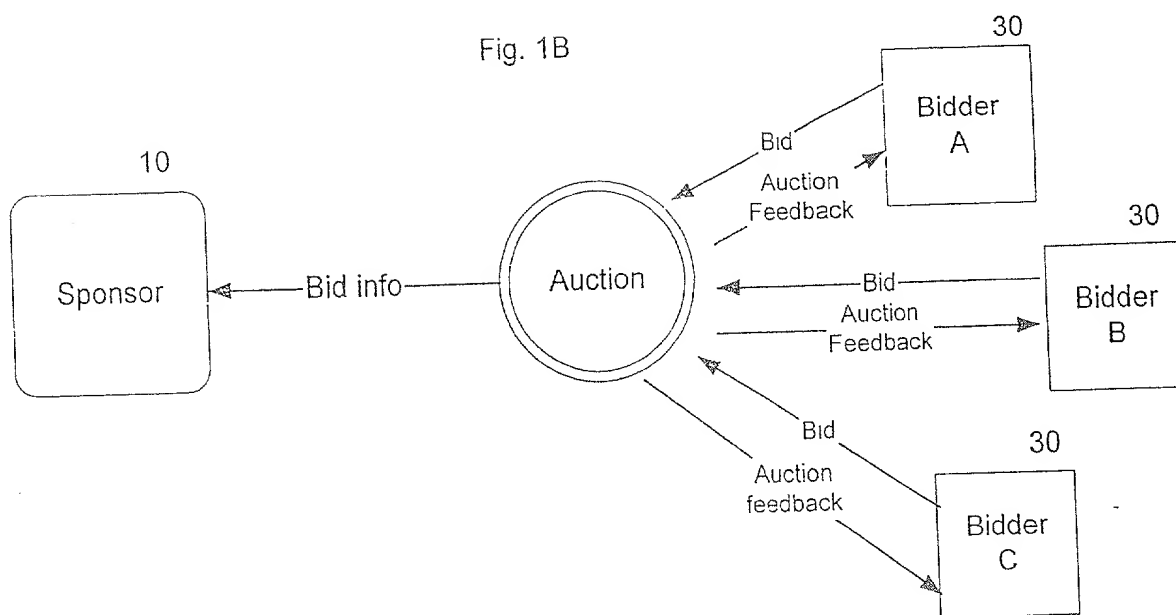 Fig. 1B
30
Bidder
A
Bid
Auction
Feedback
10
Sponsor
Bid info
Auction
30
Bidder
B
Bid
Auction
Feedback
30
Bidder
C
Bid
Auction
feedback